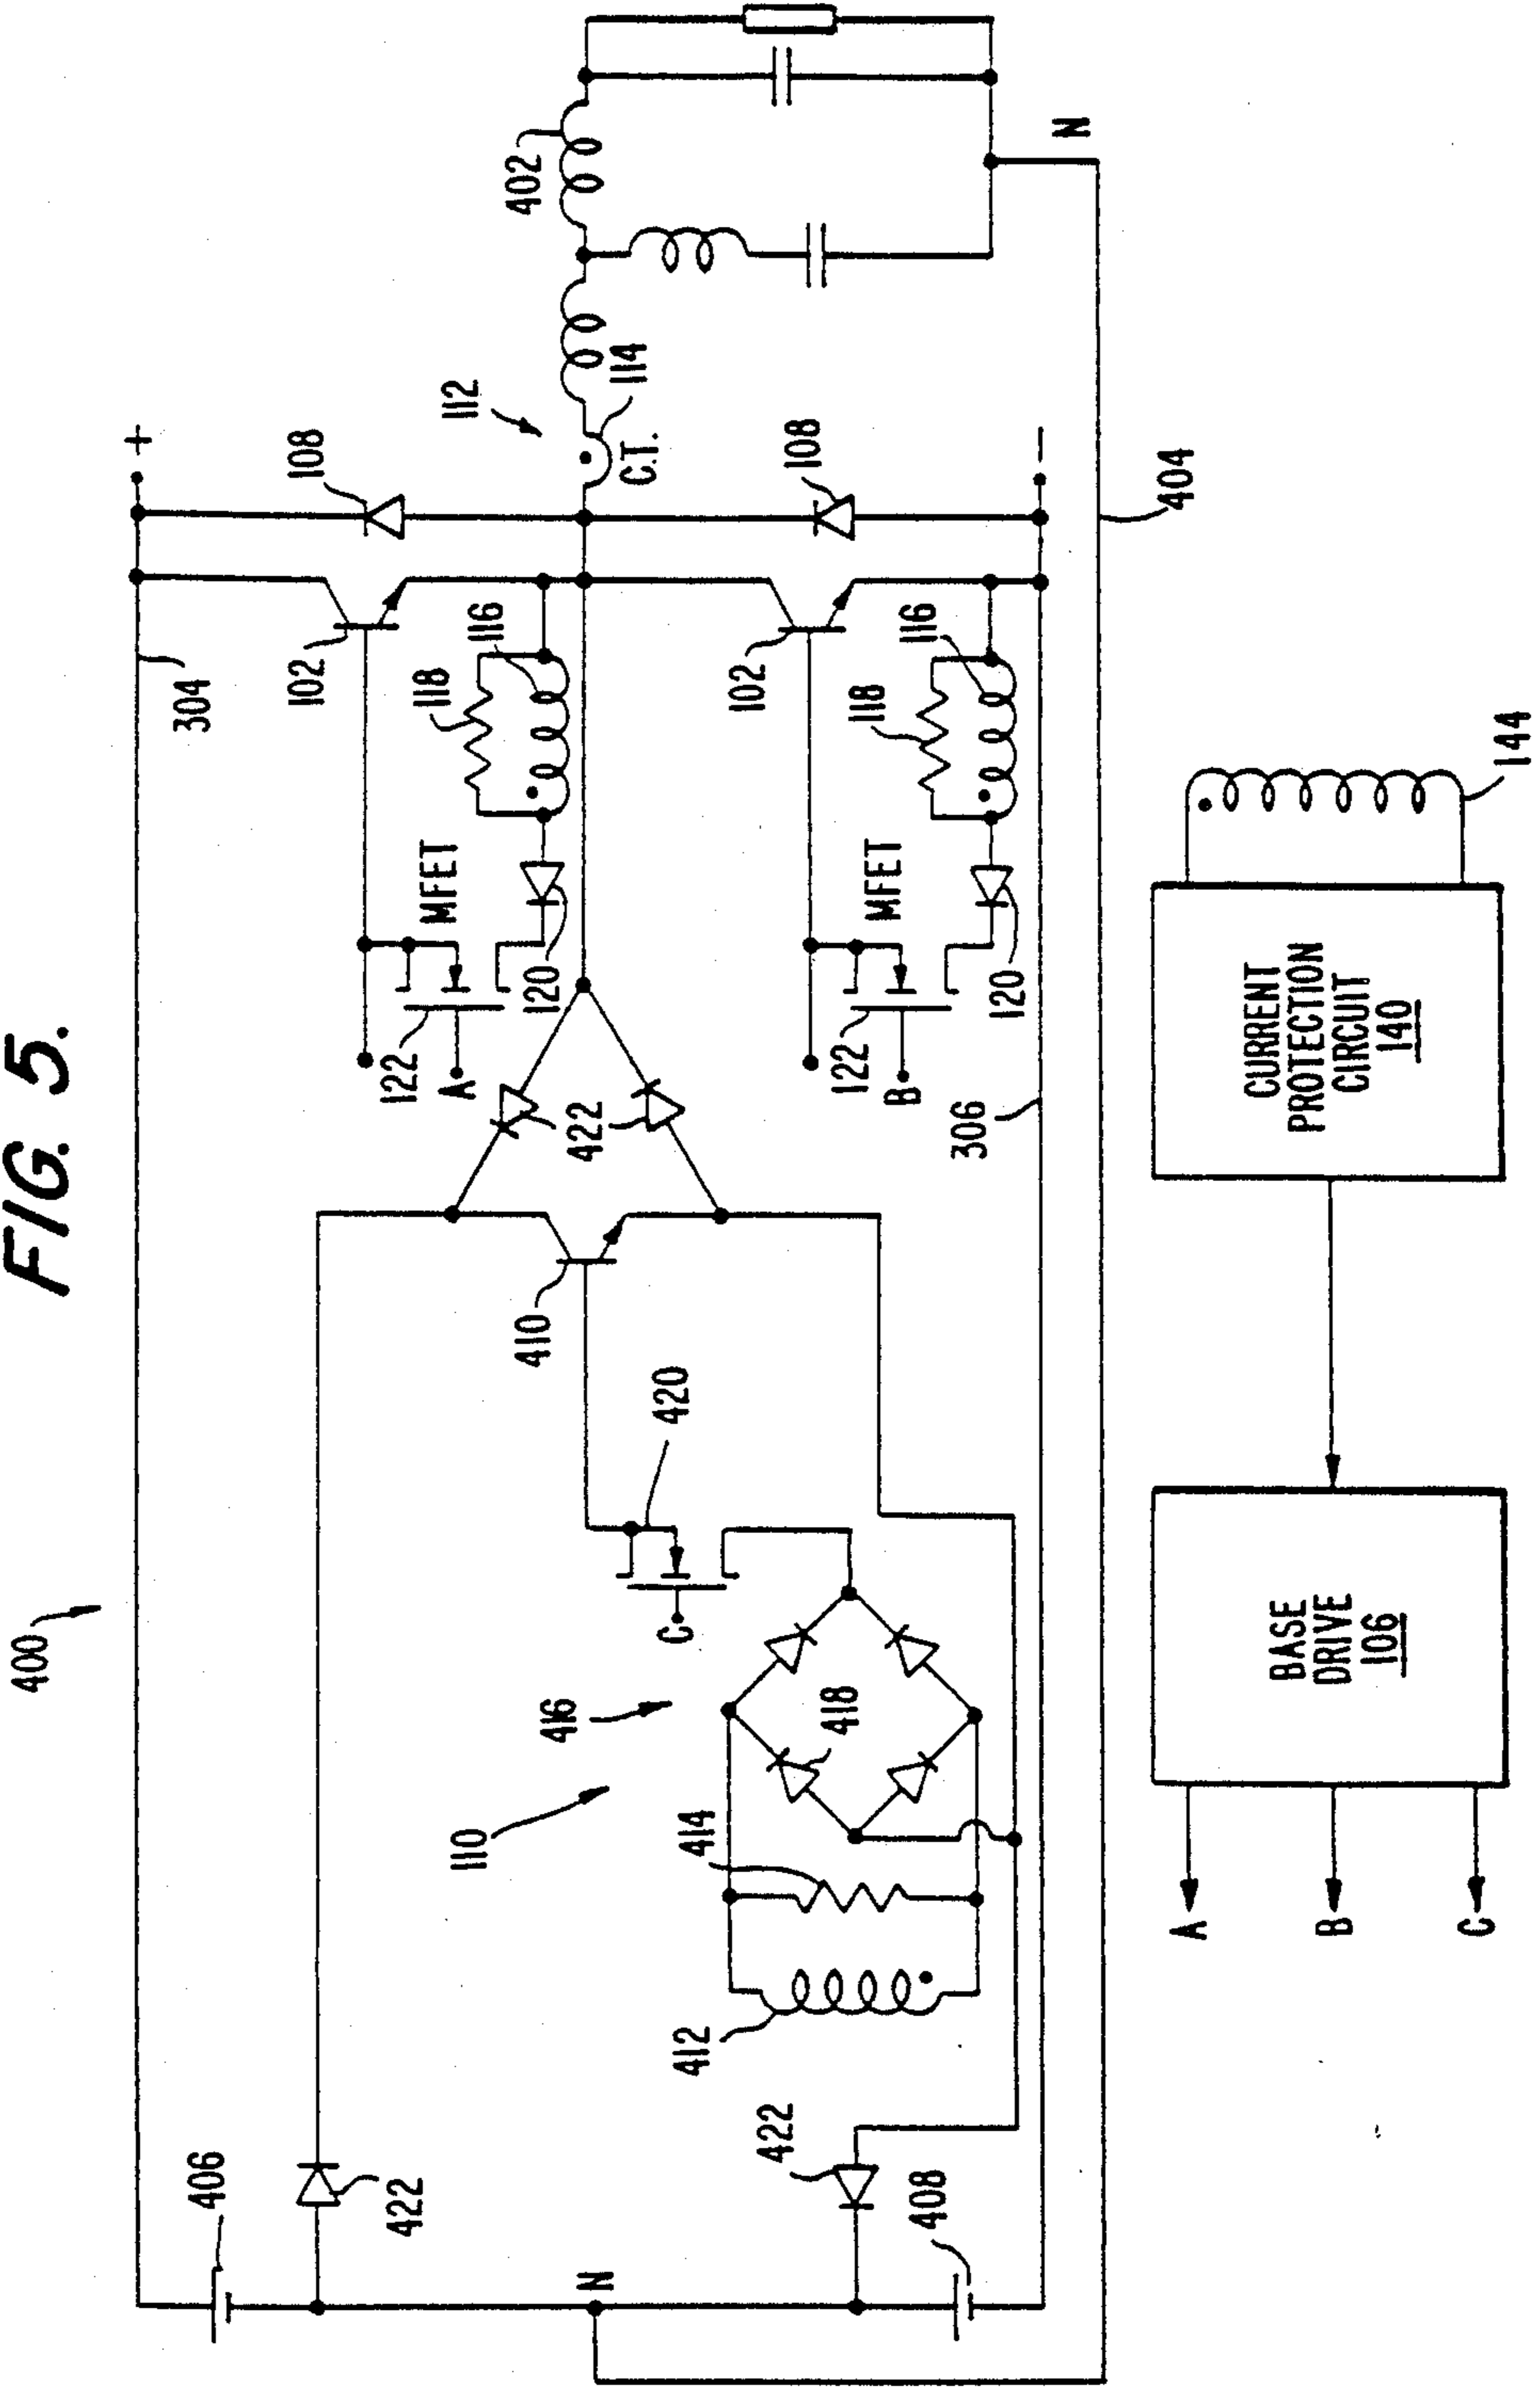 FIG. 5.
400
304
306
404
N
402
112
114
C.T.
+
−
108
108
102
102
116
118
116
118
MFET
MFET
120
120
122
A
122
B
422
410
420
C
416
418
110
414
412
422
422
406
408
N
144
CURRENT
PROTECTION
CIRCUIT
140
BASE
DRIVE
106
A
B
C